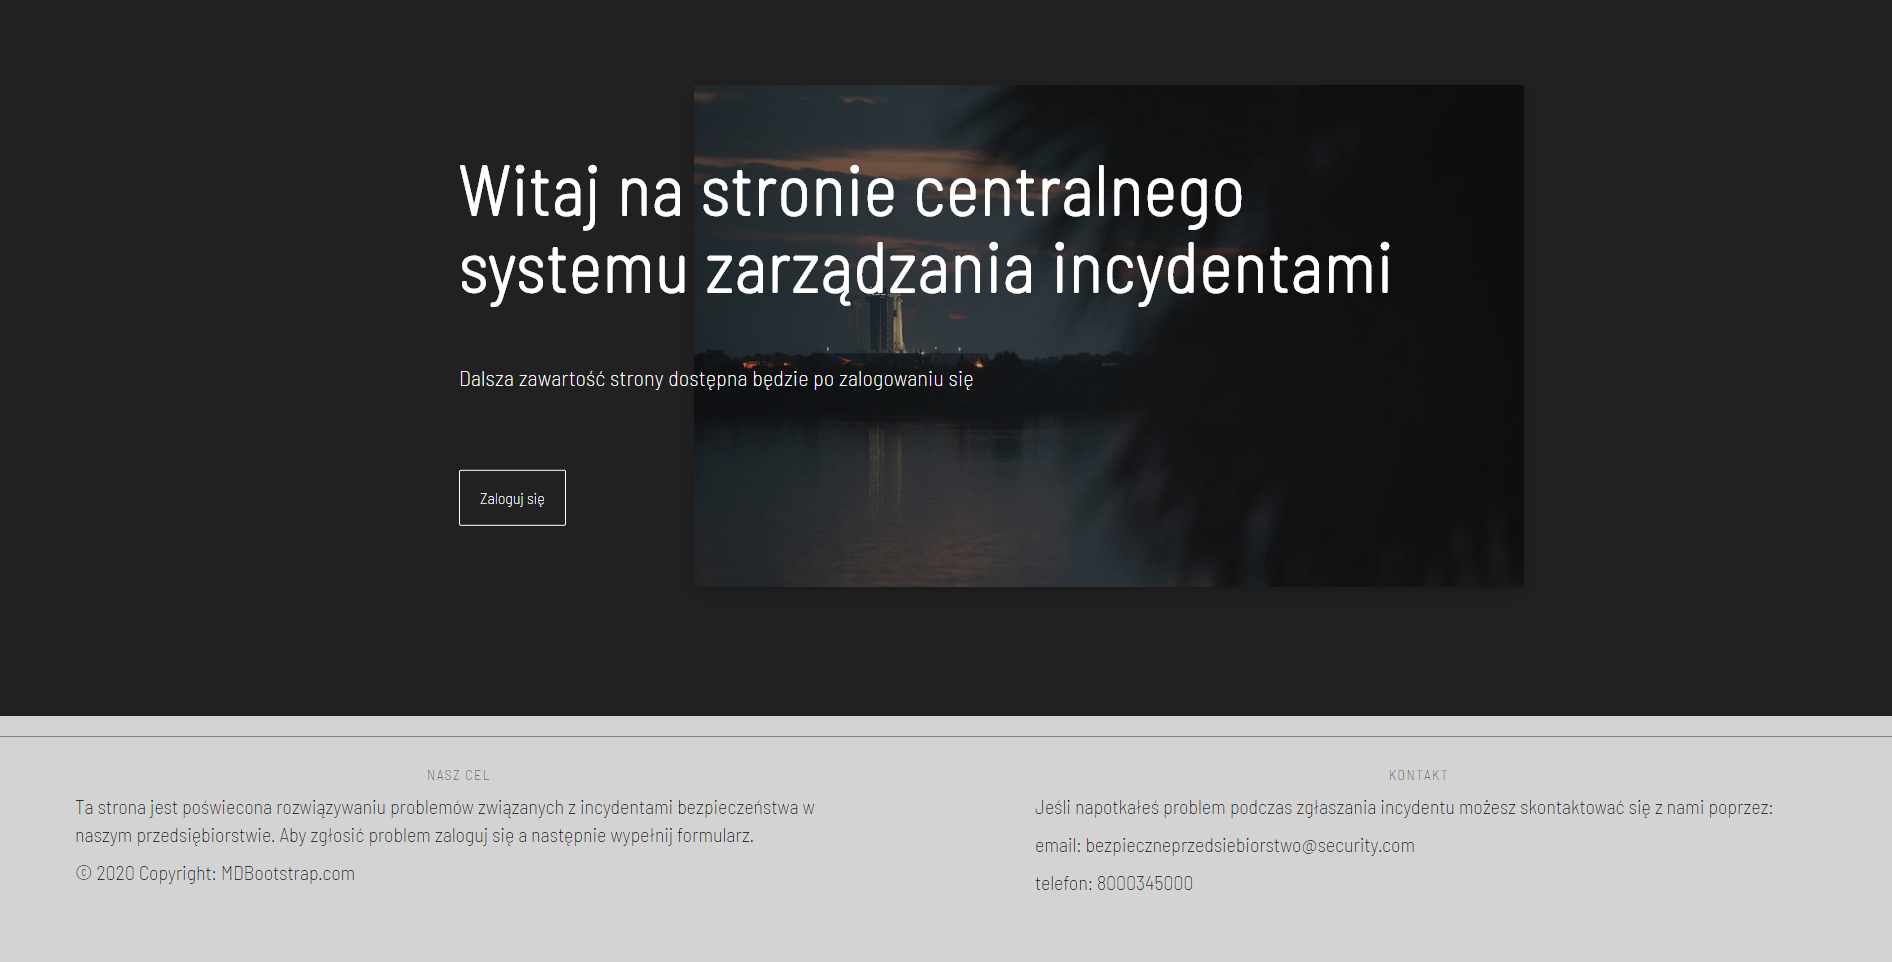 Witaj na stronie centralnego
systemu zarządzania incydentami
Dalsza zawartość strony dostępna będzie po zalogowaniu się
Zaloguj się
NASZ CEL
Ta strona jest poświecona rozwiązywaniu problemów związanych z incydentami bezpieczeństwa w
naszym przedsiębiorstwie. Aby zgłosić problem zaloguj się a następnie wypełnij formularz.
© 2020 Copyright: MDBootstrap.com
KONTAKT
Jeśli napotkałeś problem podczas zgłaszania incydentu możesz skontaktować się z nami poprzez:
email: bezpieczneprzedsiebiorstwo@security.com
telefon: 8000345000